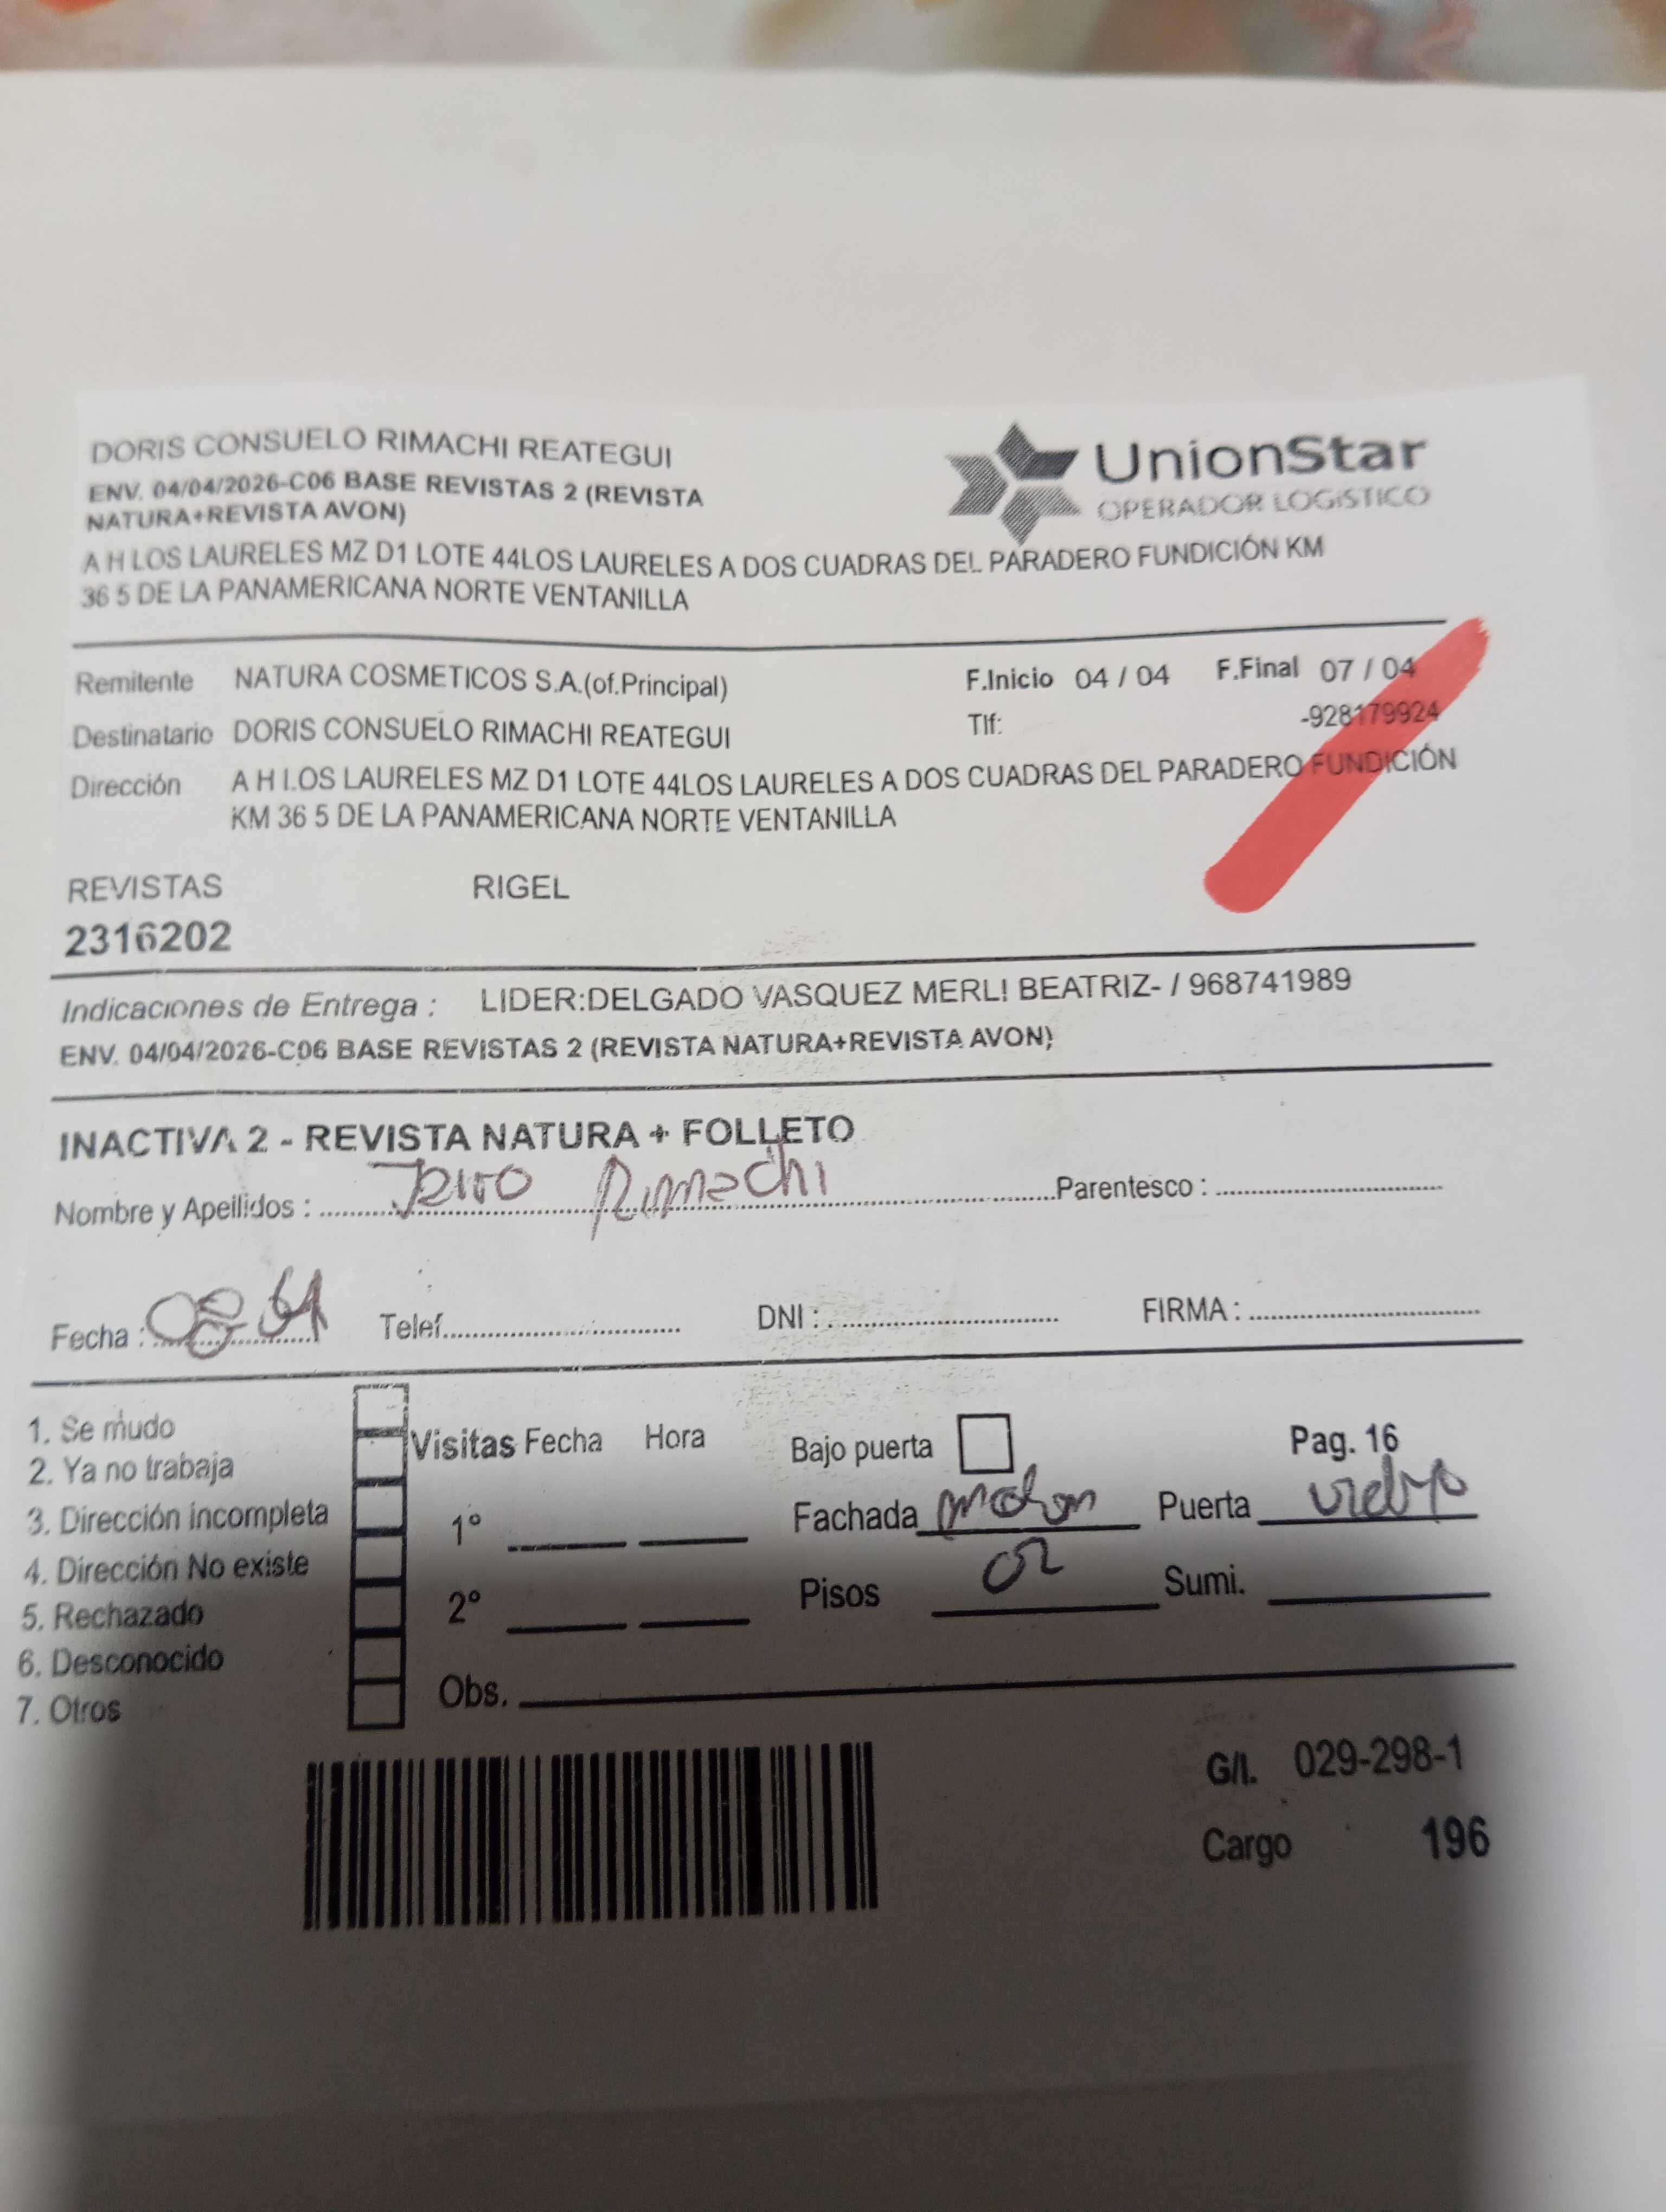 DORIS CONSUELO RIMACHI REATEGUI
UnionStar
OPERADOR LOGÍSTICO
ENV. 04/04/2026-C06 BASE REVISTAS 2 (REVISTA
NATURA+REVISTA AVON)
A H LOS LAURELES MZ D1 LOTE 44LOS LAURELES A DOS CUADRAS DEL PARADERO FUNDICIÓN KM
36 5 DE LA PANAMERICANA NORTE VENTANILLA
Remitente NATURA COSMETICOS S.A.(of.Principal) F.Inicio 04 / 04 F.Final 07 / 04
Destinatario DORIS CONSUELO RIMACHI REATEGUI Tlf: -928179924
Dirección A H LOS LAURELES MZ D1 LOTE 44LOS LAURELES A DOS CUADRAS DEL PARADERO FUNDICIÓN
KM 36 5 DE LA PANAMERICANA NORTE VENTANILLA
REVISTAS RIGEL
2316202
Indicaciones de Entrega : LIDER:DELGADO VASQUEZ MERLI BEATRIZ- / 968741989
ENV. 04/04/2026-C06 BASE REVISTAS 2 (REVISTA NATURA+REVISTA AVON)
INACTIVA 2 - REVISTA NATURA + FOLLETO
Nombre y Apellidos : Rimachi Parentesco :
Fecha : Telef. DNI : FIRMA :
1. Se mudo
2. Ya no trabaja
3. Dirección incompleta
4. Dirección No existe
5. Rechazado
6. Desconocido
7. Otros
Visitas Fecha Hora
1°
2°
Obs.
Bajo puerta
Pag. 16
Fachada Puerta
Pisos 02 Sumi.
G/I. 029-298-1
Cargo 196